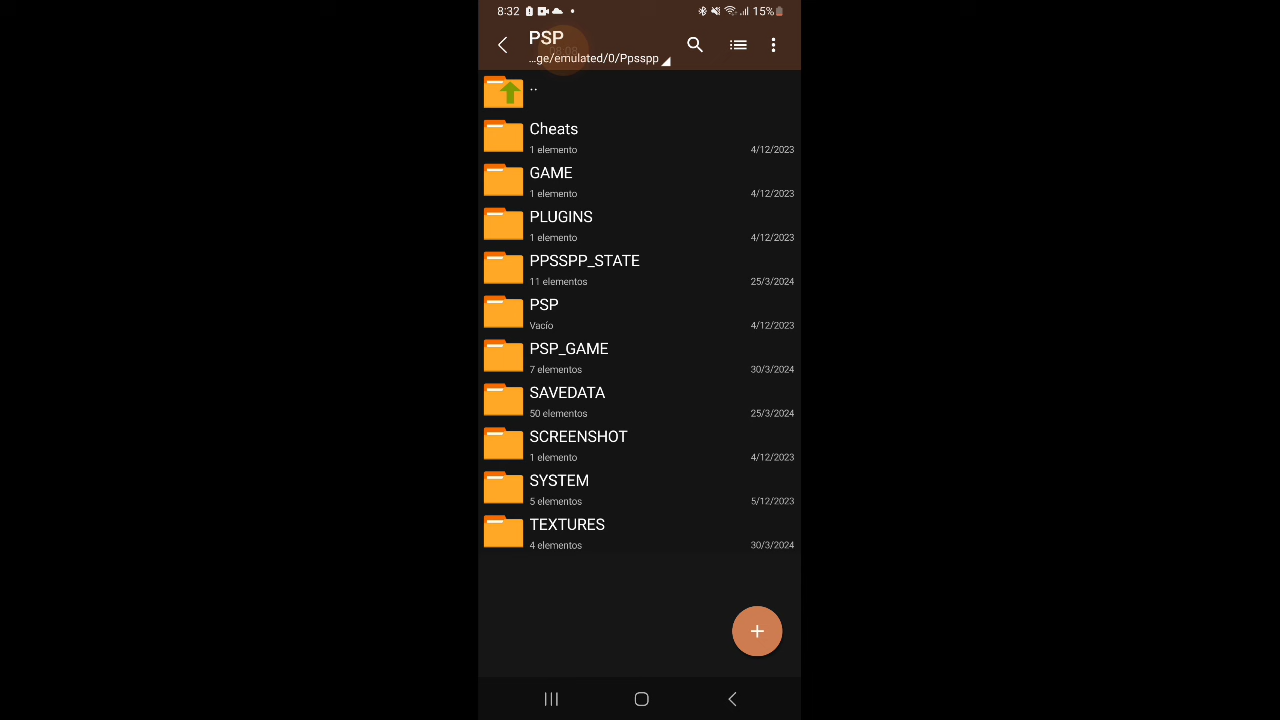 8:32
15%
PSP
08:08
...ge/emulated/0/Ppsspp
..
Cheats
1 elemento
4/12/2023
GAME
1 elemento
4/12/2023
PLUGINS
1 elemento
4/12/2023
PPSSPP_STATE
11 elementos
25/3/2024
PSP
Vacío
4/12/2023
PSP_GAME
7 elementos
30/3/2024
SAVEDATA
50 elementos
25/3/2024
SCREENSHOT
1 elemento
4/12/2023
SYSTEM
5 elementos
5/12/2023
TEXTURES
4 elementos
30/3/2024